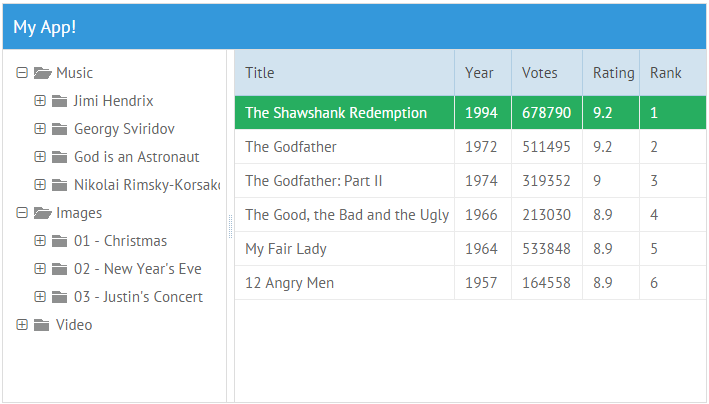 My App!
Music
Jimi Hendrix
Georgy Sviridov
God is an Astronaut
Nikolai Rimsky-Korsak
Images
01 - Christmas
02 - New Year's Eve
03 - Justin's Concert
Video
Title Year Votes Rating Rank
The Shawshank Redemption 1994 678790 9.2 1
The Godfather 1972 511495 9.2 2
The Godfather: Part II 1974 319352 9 3
The Good, the Bad and the Ugly 1966 213030 8.9 4
My Fair Lady 1964 533848 8.9 5
12 Angry Men 1957 164558 8.9 6